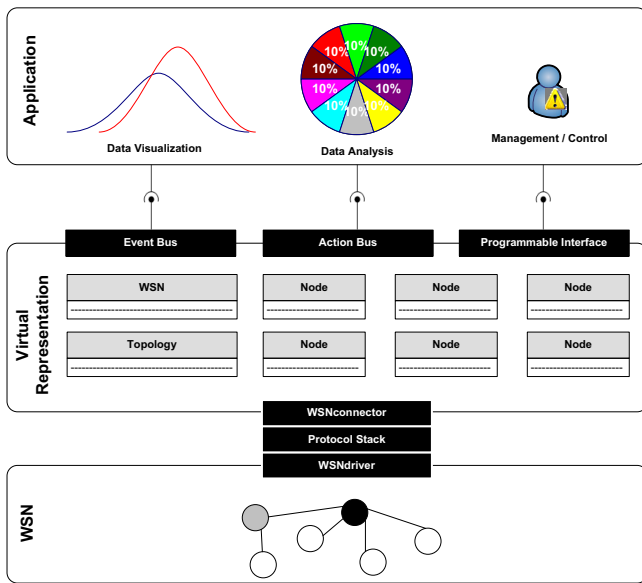 Application
10%
10%
10%
10%
10%
10%
10%
10%
10%
10%
Data Visualization
Data Analysis
Management / Control
Event Bus
Action Bus
Programmable Interface
Virtual
Representation
WSN
Node
Node
Node
Topology
Node
Node
Node
WSNconnector
Protocol Stack
WSNdriver
WSN